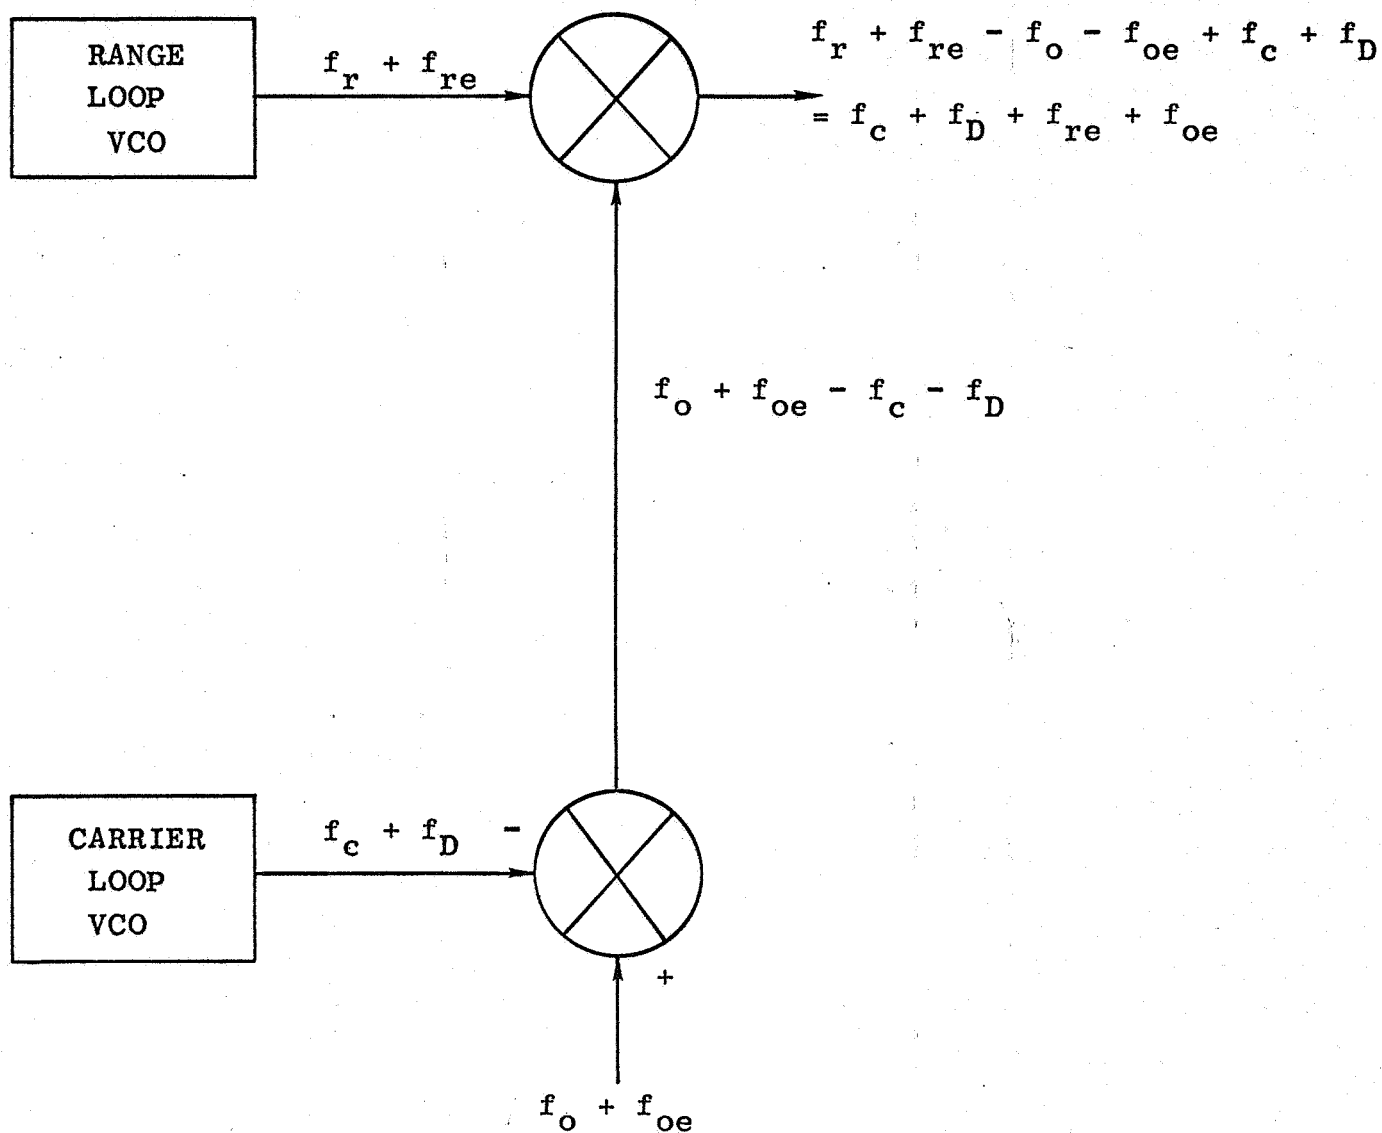 RANGE
LOOP
VCO
f_r + f_re
f_r + f_re - f_o - f_oe + f_c + f_D
= f_c + f_D + f_re + f_oe
f_o + f_oe - f_c - f_D
CARRIER
LOOP
VCO
f_c + f_D -
+
f_o + f_oe